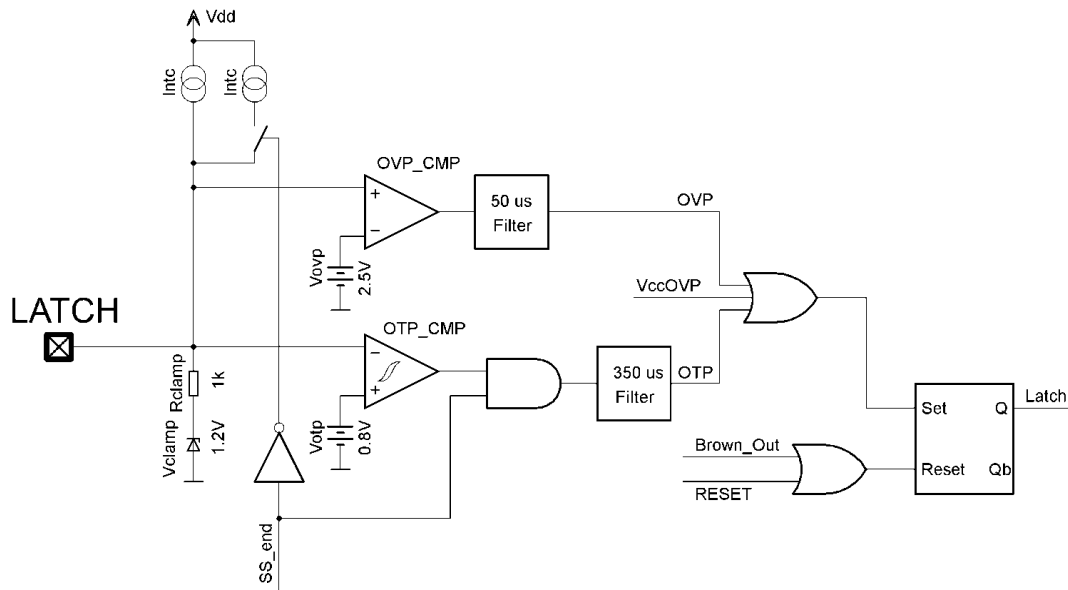 Vdd
Intc
Intc
OVP_CMP
+
−
50 us
Filter
OVP
Vovp
2.5V
VccOVP
LATCH
OTP_CMP
−
+
350 us
Filter
OTP
Rclamp
1k
Vclamp
1.2V
Votp
0.8V
Set
Q
Latch
Brown_Out
Reset
Qb
RESET
SS_end